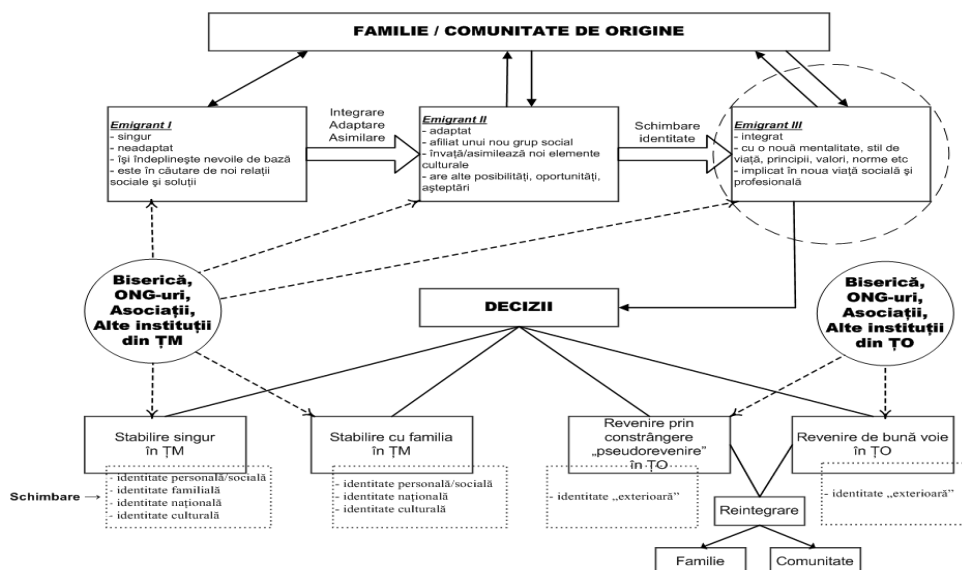 FAMILIE / COMUNITATE DE ORIGINE
Emigrant I
- singur
- neadaptat
- își îndeplinește nevoile de bază
- este în căutare de noi relații
sociale și soluții
Integrare
Adaptare
Asimilare
Emigrant II
- adaptat
- afiliat unui nou grup social
- învață/asimilează noi elemente
culturale
- are alte posibilități, oportunități,
așteptări
Schimbare
identitate
Emigrant III
- integrat
- cu o nouă mentalitate, stil de
viață, principii, valori, norme etc
- implicat în noua viață socială și
profesională
Biserică,
ONG-uri,
Asociații,
Alte instituții
din ȚM
DECIZII
Biserică,
ONG-uri,
Asociații,
Alte instituții
din ȚO
Stabilire singur
în ȚM
Stabilire cu familia
în ȚM
Revenire prin
constrângere
„pseudorevenire”
în ȚO
Revenire de bună voie
în ȚO
Schimbare →
- identitate personală/socială
- identitate familială
- identitate națională
- identitate culturală
- identitate personală/socială
- identitate națională
- identitate culturală
- identitate „exterioară”
- identitate „exterioară”
Reintegrare
Familie
Comunitate